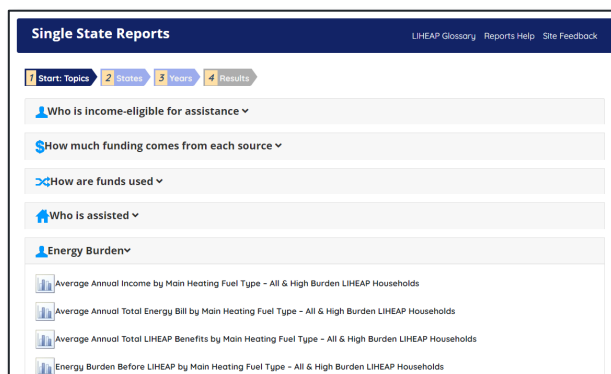 Single State Reports
LIHEAP Glossary Reports Help Site Feedback
1 Start: Topics 2 States 3 Years 4 Results
Who is income-eligible for assistance
How much funding comes from each source
How are funds used
Who is assisted
Energy Burden
Average Annual Income by Main Heating Fuel Type – All & High Burden LIHEAP Households
Average Annual Total Energy Bill by Main Heating Fuel Type – All & High Burden LIHEAP Households
Average Annual Total LIHEAP Benefits by Main Heating Fuel Type – All & High Burden LIHEAP Households
Energy Burden Before LIHEAP by Main Heating Fuel Type – All & High Burden LIHEAP Households